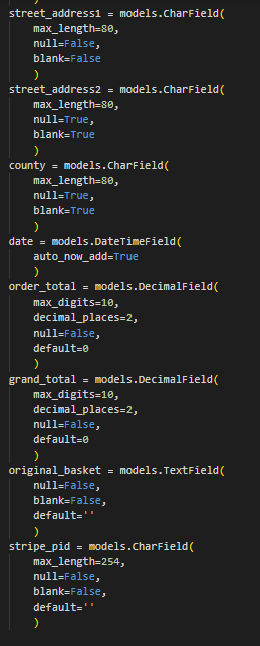 )
street_address1 = models.CharField(
max_length=80,
null=False,
blank=False
)
street_address2 = models.CharField(
max_length=80,
null=True,
blank=True
)
county = models.CharField(
max_length=80,
null=True,
blank=True
)
date = models.DateTimeField(
auto_now_add=True
)
order_total = models.DecimalField(
max_digits=10,
decimal_places=2,
null=False,
default=0
)
grand_total = models.DecimalField(
max_digits=10,
decimal_places=2,
null=False,
default=0
)
original_basket = models.TextField(
null=False,
blank=False,
default=''
)
stripe_pid = models.CharField(
max_length=254,
null=False,
blank=False,
default=''
)